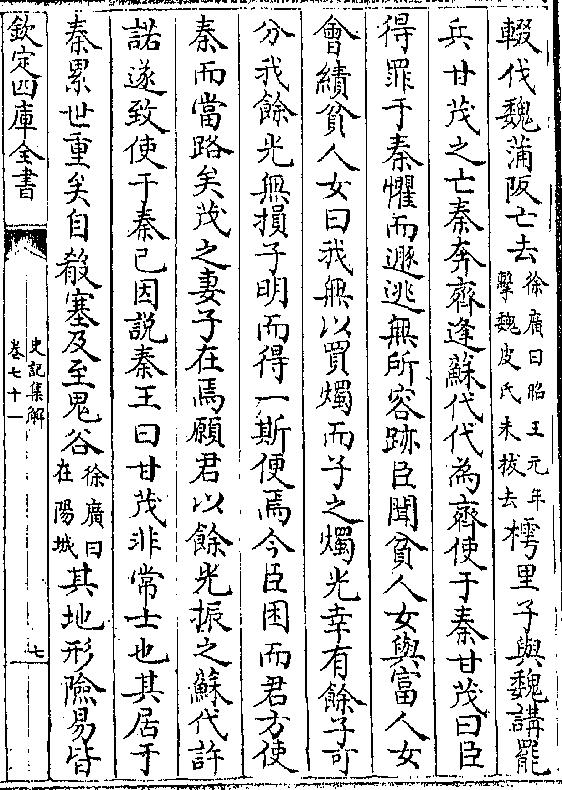 輟伐魏蒲阪亡去徐廣曰昭王元年擊魏皮氏未拔去樗里子與魏講罷
兵甘茂之亡秦奔齊逢蘇代代為齊使于秦甘茂曰臣
得罪于秦懼而遯逃無所容跡臣聞貧人女與富人女
會績貧人女曰我無以買燭而子之燭光幸有餘子可
分我餘光無損子明而得一斯便焉今臣困而君方使
秦而當路矣茂之妻子在焉願君以餘光振之蘇代許
諾遂致使于秦已因説秦王曰甘茂非常士也其居于
秦累世重矣自殽塞及至鬼谷徐廣曰在陽城其地形險易皆
欽定四庫全書
史記集解
卷七十一
七